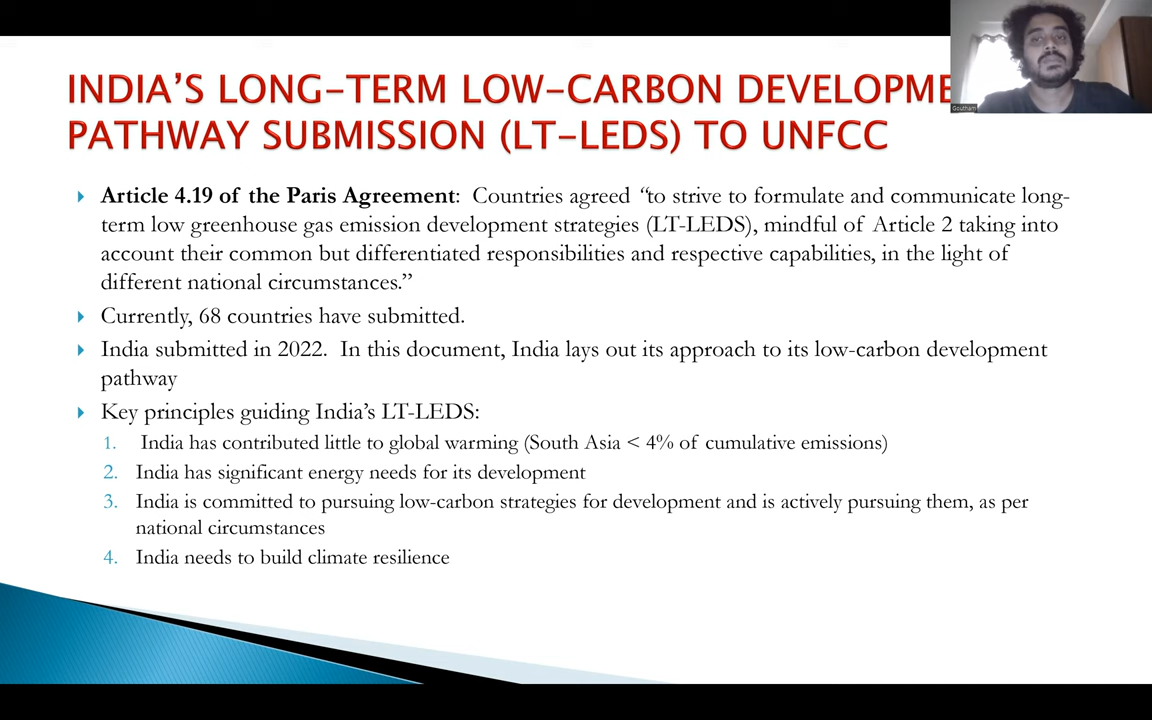 INDIA’S LONG-TERM LOW-CARBON DEVELOPME
PATHWAY SUBMISSION (LT-LEDS) TO UNFCC
Goutham
Article 4.19 of the Paris Agreement: Countries agreed “to strive to formulate and communicate long-
term low greenhouse gas emission development strategies (LT-LEDS), mindful of Article 2 taking into
account their common but differentiated responsibilities and respective capabilities, in the light of
different national circumstances.”
Currently, 68 countries have submitted.
India submitted in 2022. In this document, India lays out its approach to its low-carbon development
pathway
Key principles guiding India’s LT-LEDS:
1. India has contributed little to global warming (South Asia < 4% of cumulative emissions)
2. India has significant energy needs for its development
3. India is committed to pursuing low-carbon strategies for development and is actively pursuing them, as per
national circumstances
4. India needs to build climate resilience